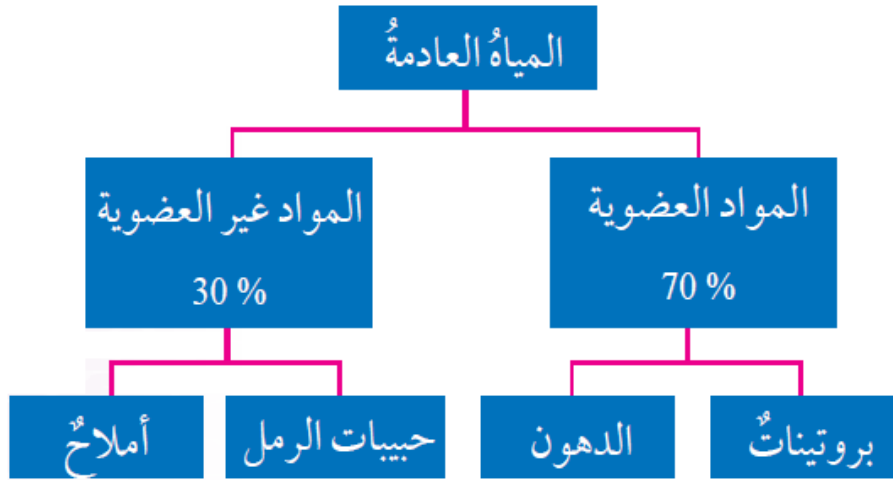 المياهُ العادمةُ
المواد العضوية
70 %
المواد غير العضوية
30 %
بروتيناتٌ
الدهون
حبيبات الرمل
أملاحٌ